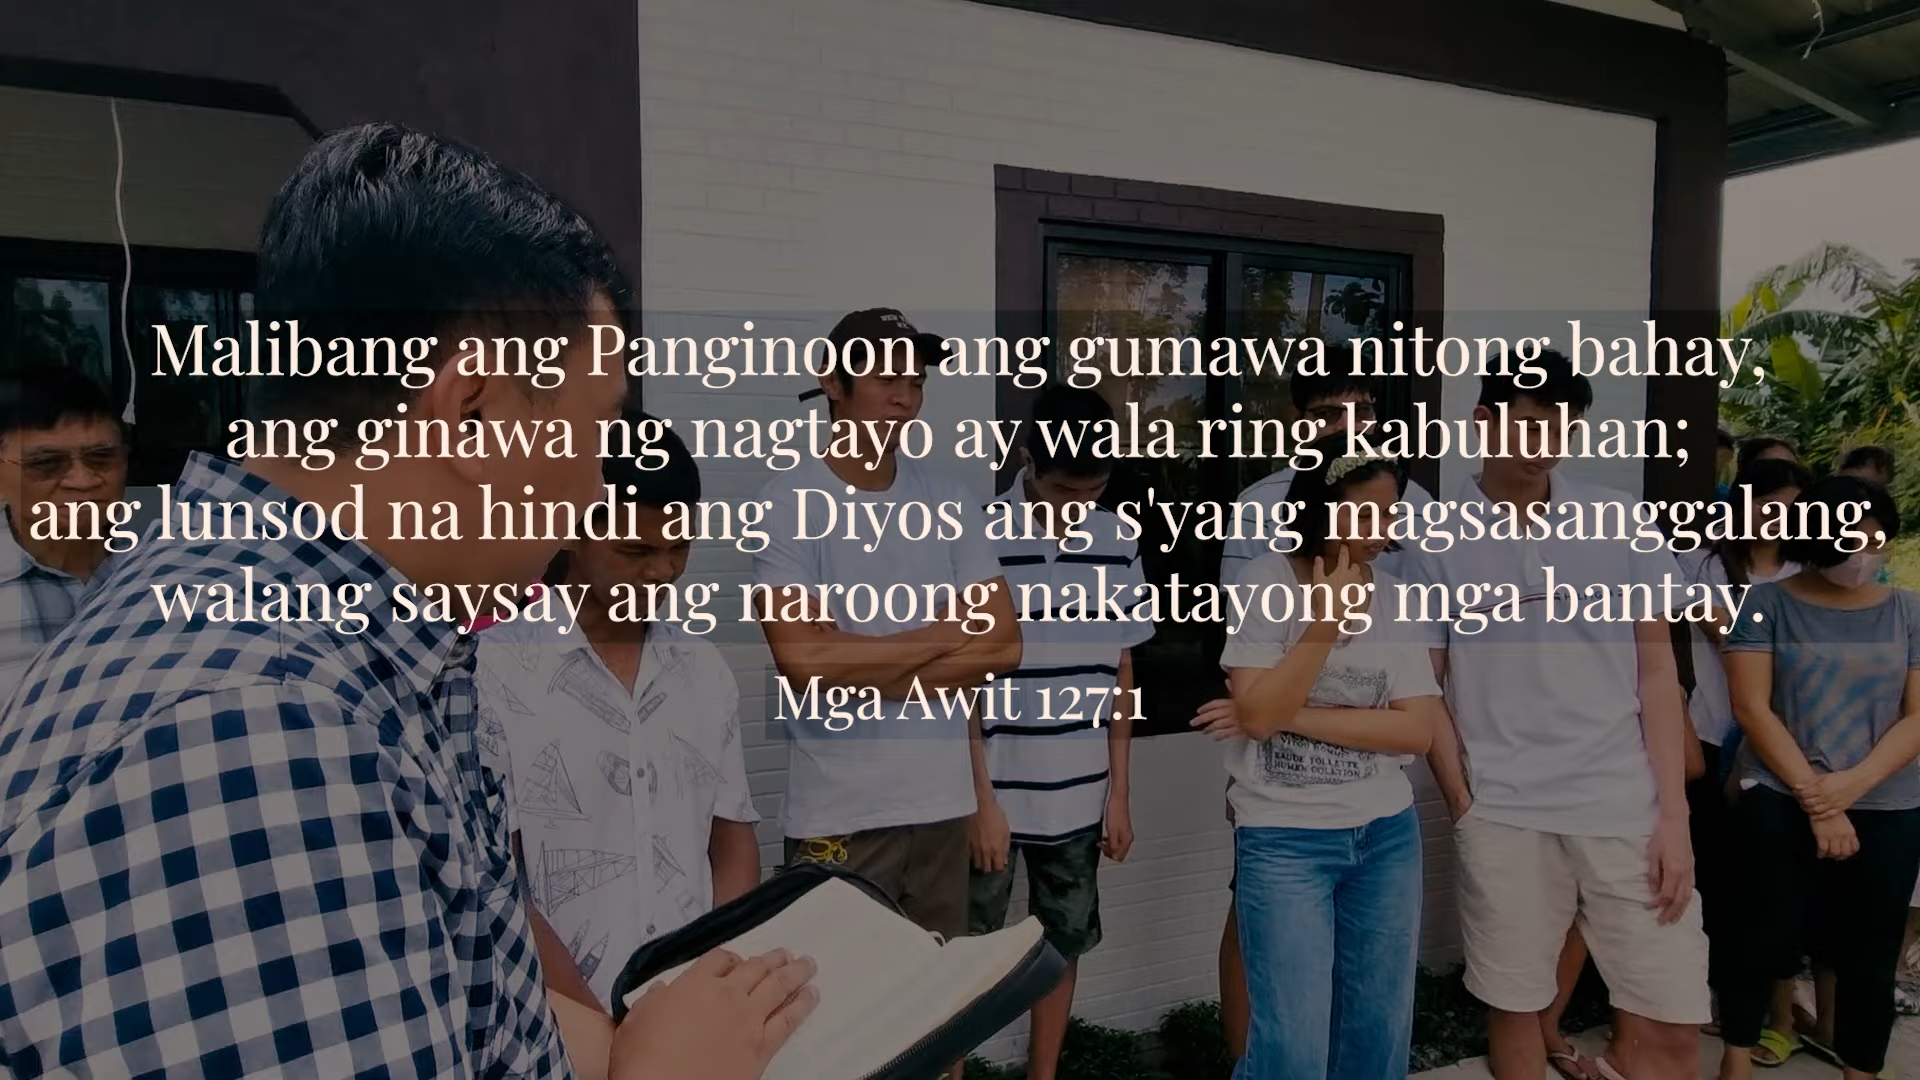 Malibang ang Panginoon ang gumawa nitong bahay,
ang ginawa ng nagtayo ay wala ring kabuluhan;
ang lunsod na hindi ang Diyos ang s'yang magsasanggalang,
walang saysay ang naroong nakatayong mga bantay.
Mga Awit 127:1